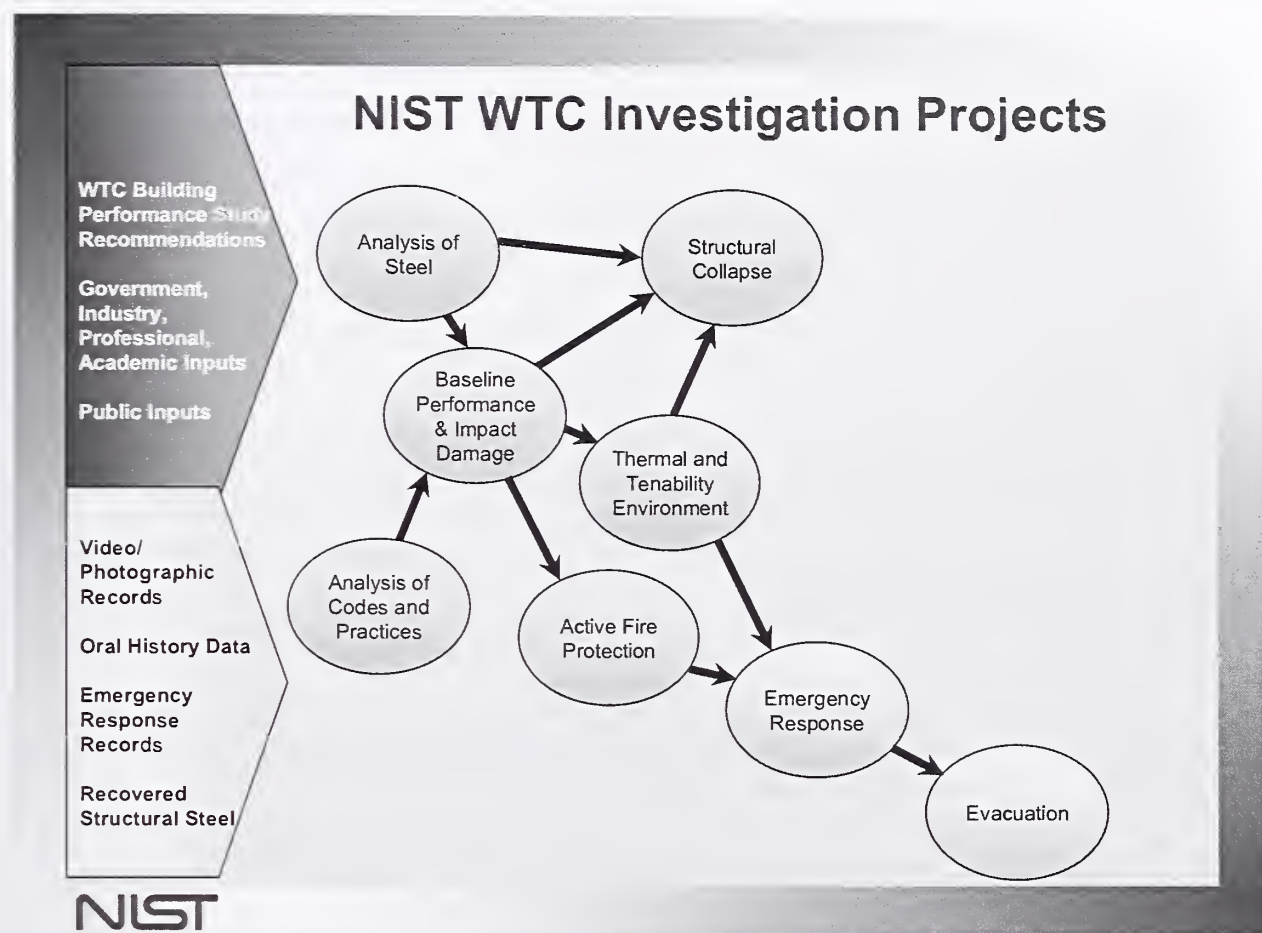 NIST WTC Investigation Projects
WTC Building
Performance Study
Recommendations
Government,
Industry,
Professional,
Academic Inputs
Public Inputs
Video/
Photographic
Records
Oral History Data
Emergency
Response
Records
Recovered
Structural Steel
Analysis of
Steel
Structural
Collapse
Baseline
Performance
& Impact
Damage
Thermal and
Tenability
Environment
Analysis of
Codes and
Practices
Active Fire
Protection
Emergency
Response
Evacuation
NIST